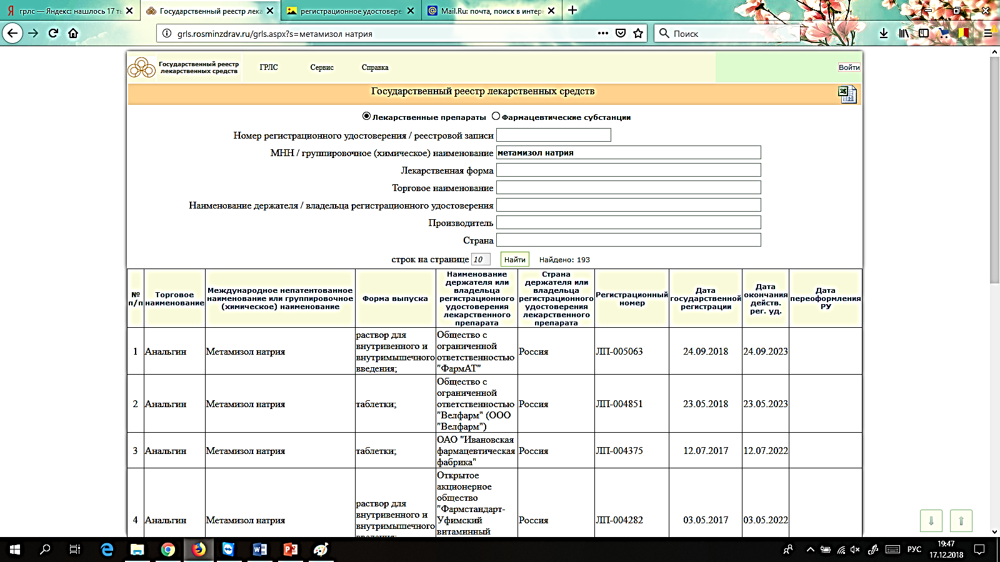 грлс — Яндекс: нашлось 17 ть
Государственный реестр лека
регистрационное удостовере
Mail.Ru: почта, поиск в интер
grls.rosminzdrav.ru/grls.aspx?s=метамизол натрия
Поиск
Государственный реестр
лекарственных средств
ГРЛС
Сервис
Справка
Войти
Государственный реестр лекарственных средств
Лекарственные препараты
Фармацевтические субстанции
Номер регистрационного удостоверения / реестровой записи
МНН / группировочное (химическое) наименование метамизол натрия
Лекарственная форма
Торговое наименование
Наименование держателя / владельца регистрационного удостоверения
Производитель
Страна
строк на странице 10 Найти Найдено: 193
№
п/п
Торговое
наименование
Международное непатентованное
наименование или группировочное
(химическое) наименование
Форма выпуска
Наименование
держателя или
владельца
регистрационного
удостоверения
лекарственного
препарата
Страна
держателя или
владельца
регистрационного
удостоверения
лекарственного
препарата
Регистрационный
номер
Дата
государственной
регистрации
Дата
окончания
действ.
рег. уд.
Дата
переоформления
РУ
1
Анальгин
Метамизол натрия
раствор для
внутривенного и
внутримышечного
введения;
Общество с
ограниченной
ответственностью
"ФармАТ"
Россия
ЛП-005063
24.09.2018
24.09.2023
2
Анальгин
Метамизол натрия
таблетки;
Общество с
ограниченной
ответственностью
"Велфарм" (ООО
"Велфарм")
Россия
ЛП-004851
23.05.2018
23.05.2023
3
Анальгин
Метамизол натрия
таблетки;
ОАО "Ивановская
фармацевтическая
фабрика"
Россия
ЛП-004375
12.07.2017
12.07.2022
4
Анальгин
Метамизол натрия
раствор для
внутривенного и
внутримышечного
введения;
Открытое
акционерное
общество
"Фармстандарт-
Уфимский
витаминный
Россия
ЛП-004282
03.05.2017
03.05.2022
РУС
19:47
17.12.2018